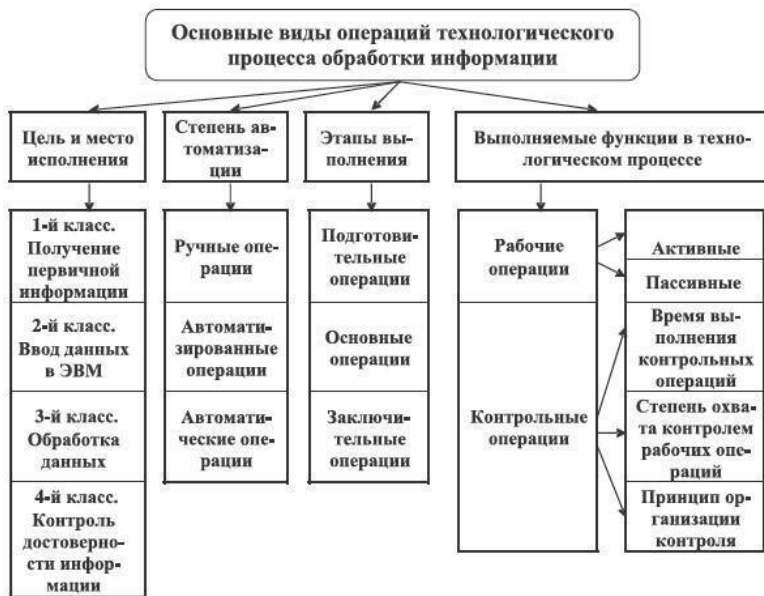 Основные виды операций технологического
процесса обработки информации
Цель и место
исполнения
Степень ав-
томатиза-
ции
Этапы вы-
полнения
Выполняемые функции в техно-
логическом процессе
1-й класс.
Получение
первичной
информации
2-й класс.
Ввод данных
в ЭВМ
3-й класс.
Обработка
данных
4-й класс.
Контроль
достоверно-
сти инфор-
мации
Ручные опе-
рации
Автомати-
зированные
операции
Автомати-
ческие опе-
рации
Подготови-
тельные
операции
Основные
операции
Заключи-
тельные
операции
Рабочие
операции
Контрольные
операции
Активные
Пассивные
Время вы-
полнения
контрольных
операций
Степень охва-
та контролем
рабочих опе-
раций
Принцип ор-
ганизации
контроля